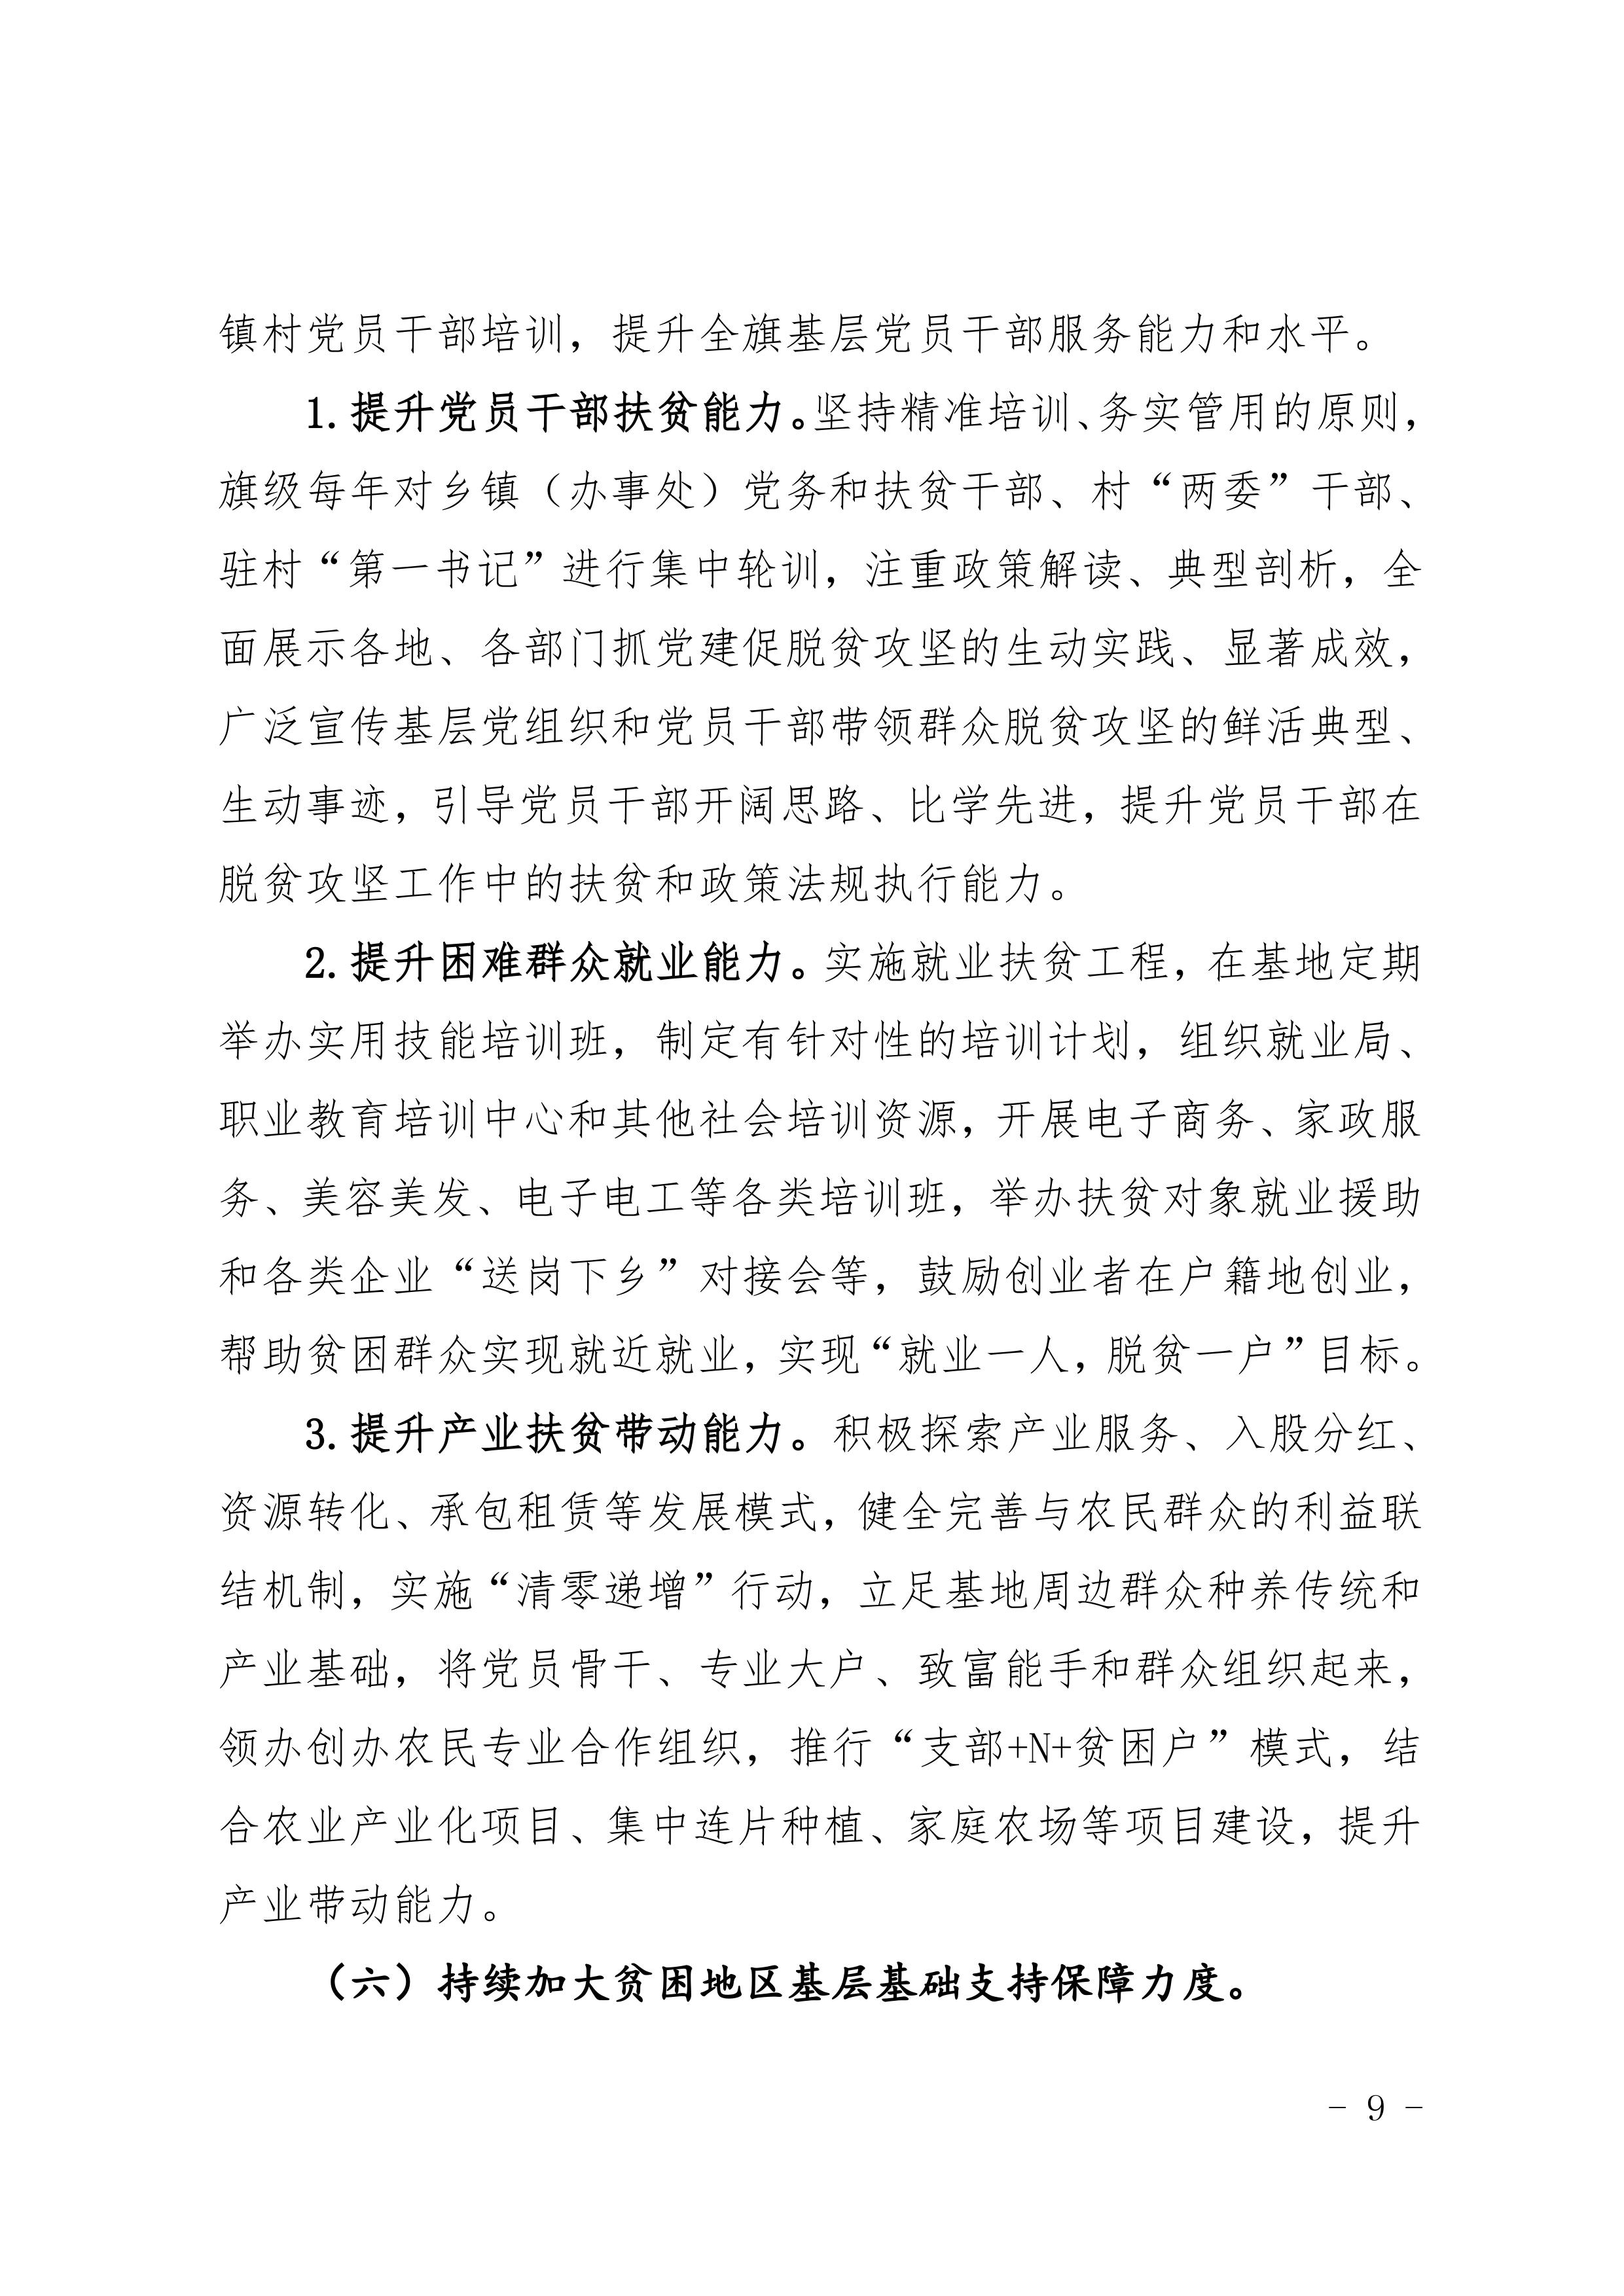 镇村党员干部培训，提升全旗基层党员干部服务能力和水平。
1.提升党员干部扶贫能力。坚持精准培训、务实管用的原则，
旗级每年对乡镇（办事处）党务和扶贫干部、村“两委”干部、
驻村“第一书记”进行集中轮训，注重政策解读、典型剖析，全
面展示各地、各部门抓党建促脱贫攻坚的生动实践、显著成效，
广泛宣传基层党组织和党员干部带领群众脱贫攻坚的鲜活典型、
生动事迹，引导党员干部开阔思路、比学先进，提升党员干部在
脱贫攻坚工作中的扶贫和政策法规执行能力。
2.提升困难群众就业能力。实施就业扶贫工程，在基地定期
举办实用技能培训班，制定有针对性的培训计划，组织就业局、
职业教育培训中心和其他社会培训资源，开展电子商务、家政服
务、美容美发、电子电工等各类培训班，举办扶贫对象就业援助
和各类企业“送岗下乡”对接会等，鼓励创业者在户籍地创业，
帮助贫困群众实现就近就业，实现“就业一人，脱贫一户”目标。
3.提升产业扶贫带动能力。积极探索产业服务、入股分红、
资源转化、承包租赁等发展模式，健全完善与农民群众的利益联
结机制，实施“清零递增”行动，立足基地周边群众种养传统和
产业基础，将党员骨干、专业大户、致富能手和群众组织起来，
领办创办农民专业合作组织，推行“支部+N+贫困户”模式，结
合农业产业化项目、集中连片种植、家庭农场等项目建设，提升
产业带动能力。
（六）持续加大贫困地区基层基础支持保障力度。
- 9 -